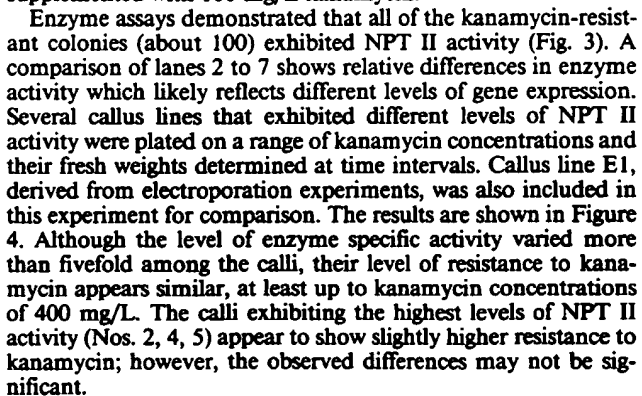 Enzyme assays demonstrated that all of the kanamycin-resist-
ant colonies (about 100) exhibited NPT II activity (Fig. 3). A
comparison of lanes 2 to 7 shows relative differences in enzyme
activity which likely reflects different levels of gene expression.
Several callus lines that exhibited different levels of NPT II
activity were plated on a range of kanamycin concentrations and
their fresh weights determined at time intervals. Callus line E1,
derived from electroporation experiments, was also included in
this experiment for comparison. The results are shown in Figure
4. Although the level of enzyme specific activity varied more
than fivefold among the calli, their level of resistance to kana-
mycin appears similar, at least up to kanamycin concentrations
of 400 mg/L. The calli exhibiting the highest levels of NPT II
activity (Nos. 2, 4, 5) appear to show slightly higher resistance to
kanamycin; however, the observed differences may not be sig-
nificant.